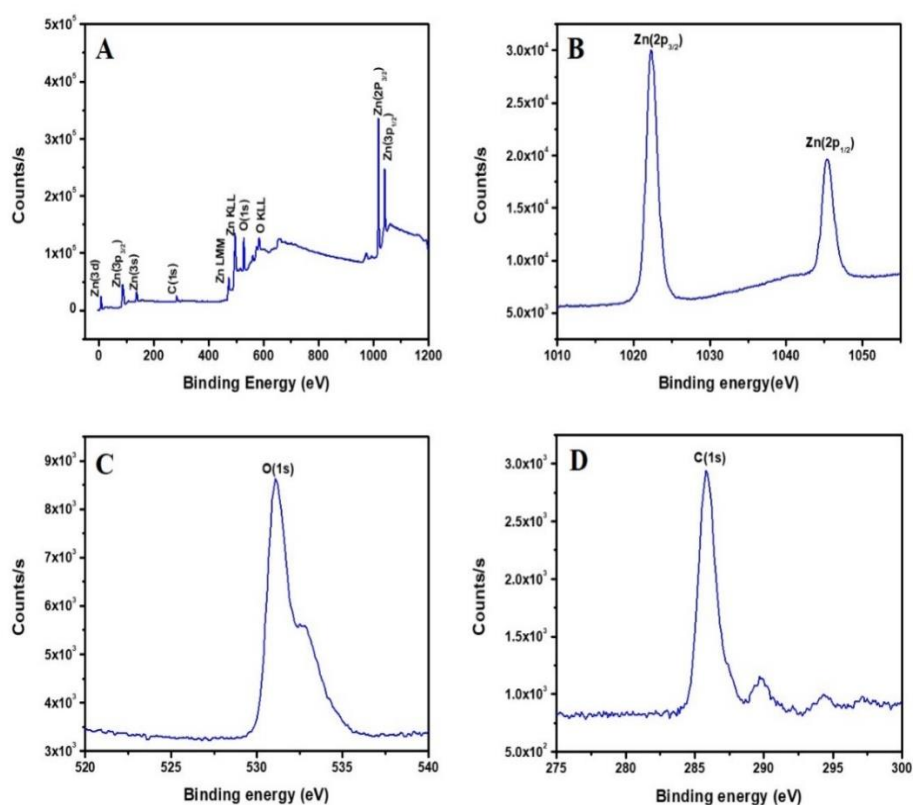 A
5x10⁵
4x10⁵
3x10⁵
2x10⁵
1x10⁵
0
Counts/s
Zn(3d)
Zn(3p₃/₂)
Zn(3s)
C(1s)
Zn LMM
Zn KLL
O(1s)
O KLL
Zn(2P₃/₂)
Zn(3p₁/₂)
0 200 400 600 800 1000 1200
Binding Energy (eV)
B
3.0x10⁴
2.5x10⁴
2.0x10⁴
1.5x10⁴
1.0x10⁴
5.0x10³
Counts/s
Zn(2p₃/₂)
Zn(2p₁/₂)
1010 1020 1030 1040 1050
Binding energy(eV)
C
9x10³
8x10³
7x10³
6x10³
5x10³
4x10³
3x10³
Counts/s
O(1s)
520 525 530 535 540
Binding energy (eV)
D
3.0x10³
2.5x10³
2.0x10³
1.5x10³
1.0x10³
5.0x10²
Counts/s
C(1s)
275 280 285 290 295 300
Binding energy (eV)